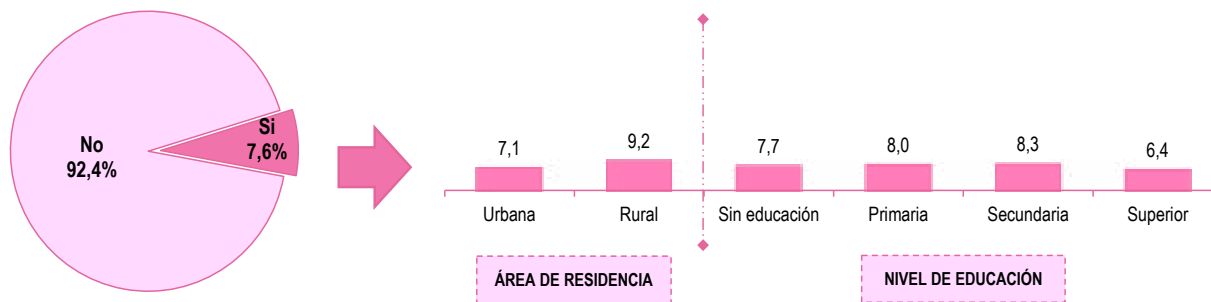 No
92,4%
Si
7,6%
7,1
9,2
7,7
8,0
8,3
6,4
Urbana
Rural
Sin educación
Primaria
Secundaria
Superior
ÁREA DE RESIDENCIA
NIVEL DE EDUCACIÓN